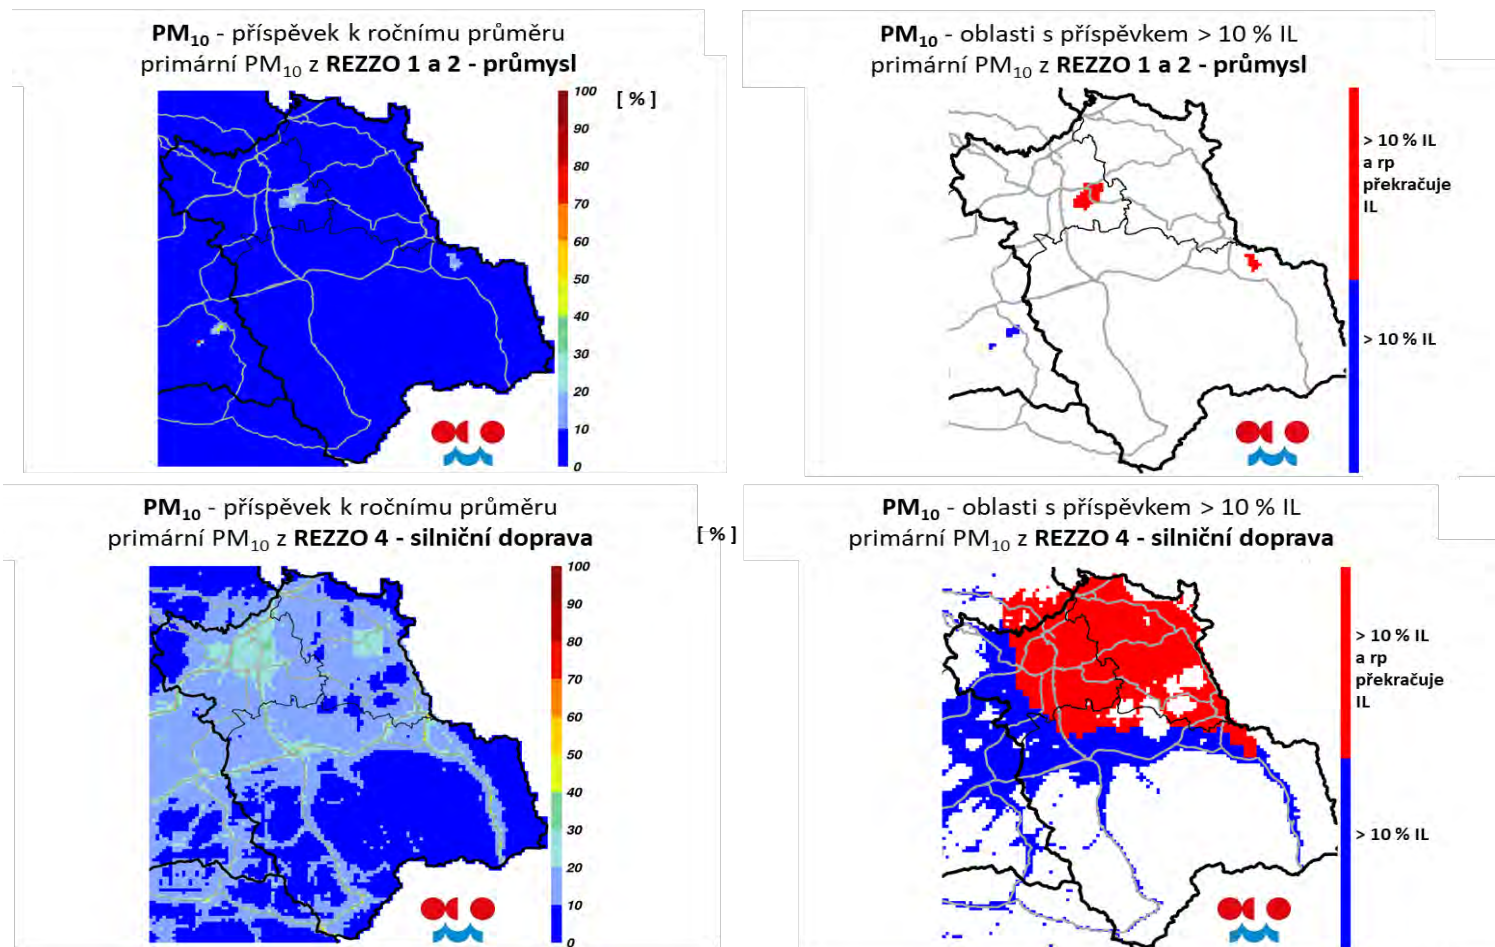 PM10 - příspěvek k ročnímu průměru
primární PM10 z REZZO 1 a 2 - průmysl
[ % ]
100
90
80
70
60
50
40
30
20
10
0
PM10 - oblasti s příspěvkem > 10 % IL
primární PM10 z REZZO 1 a 2 - průmysl
> 10 % IL
a rp
překračuje
IL
> 10 % IL
PM10 - příspěvek k ročnímu průměru
primární PM10 z REZZO 4 - silniční doprava
[ % ]
100
90
80
70
60
50
40
30
20
10
0
PM10 - oblasti s příspěvkem > 10 % IL
primární PM10 z REZZO 4 - silniční doprava
> 10 % IL
a rp
překračuje
IL
> 10 % IL